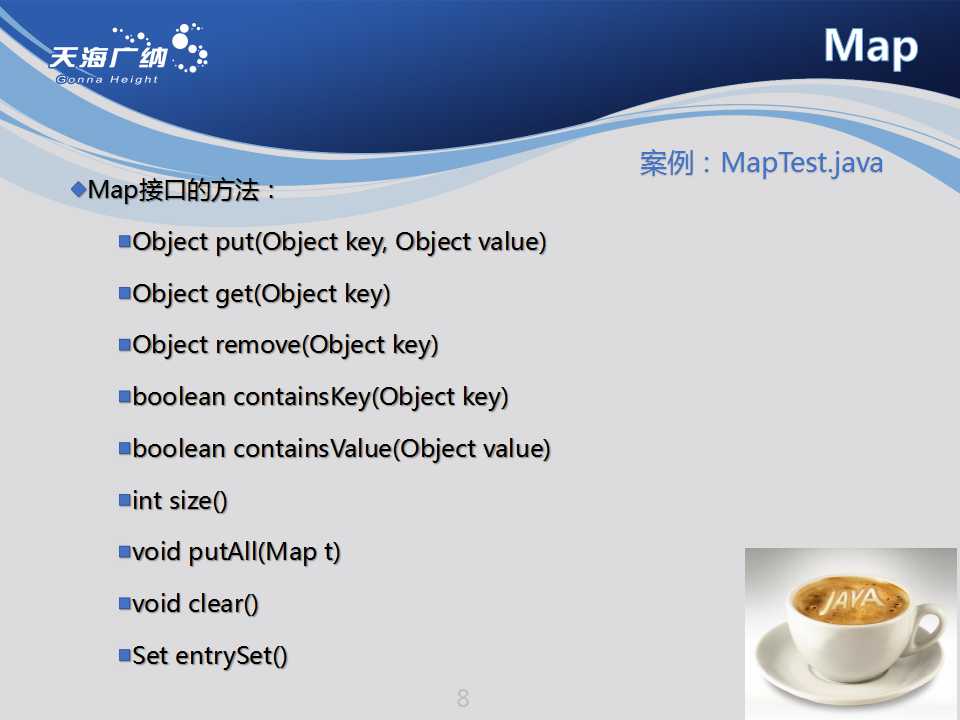 天海广纳
Gonna Height
Map
案例：MapTest.java
Map接口的方法：
Object put(Object key, Object value)
Object get(Object key)
Object remove(Object key)
boolean containsKey(Object key)
boolean containsValue(Object value)
int size()
void putAll(Map t)
void clear()
Set entrySet()
JAVA
8